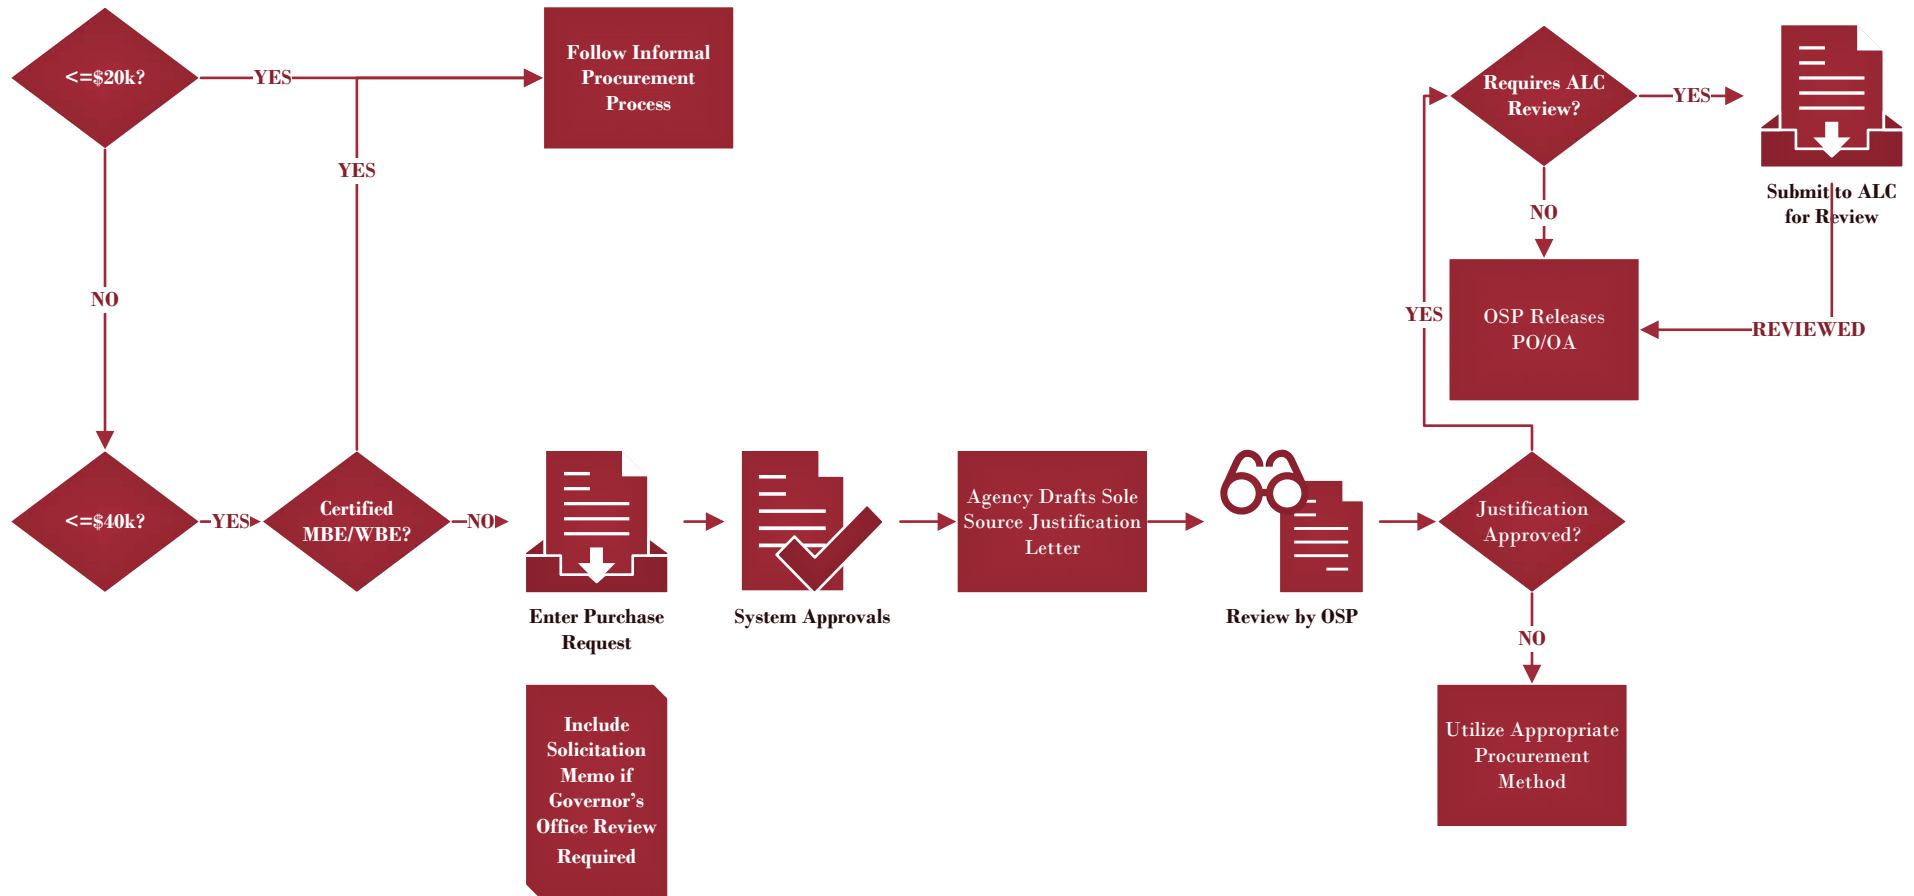 <=$20k?
YES
Follow Informal
Procurement
Process
YES
NO
<=$40k?
YES
Certified
MBE/WBE?
NO
Enter Purchase
Request
Include
Solicitation
Memo if
Governor's
Office Review
Required
System Approvals
Agency Drafts Sole
Source Justification
Letter
Review by OSP
Justification
Approved?
NO
Utilize Appropriate
Procurement
Method
YES
Requires ALC
Review?
YES
Submit to ALC
for Review
NO
OSP Releases
PO/OA
REVIEWED